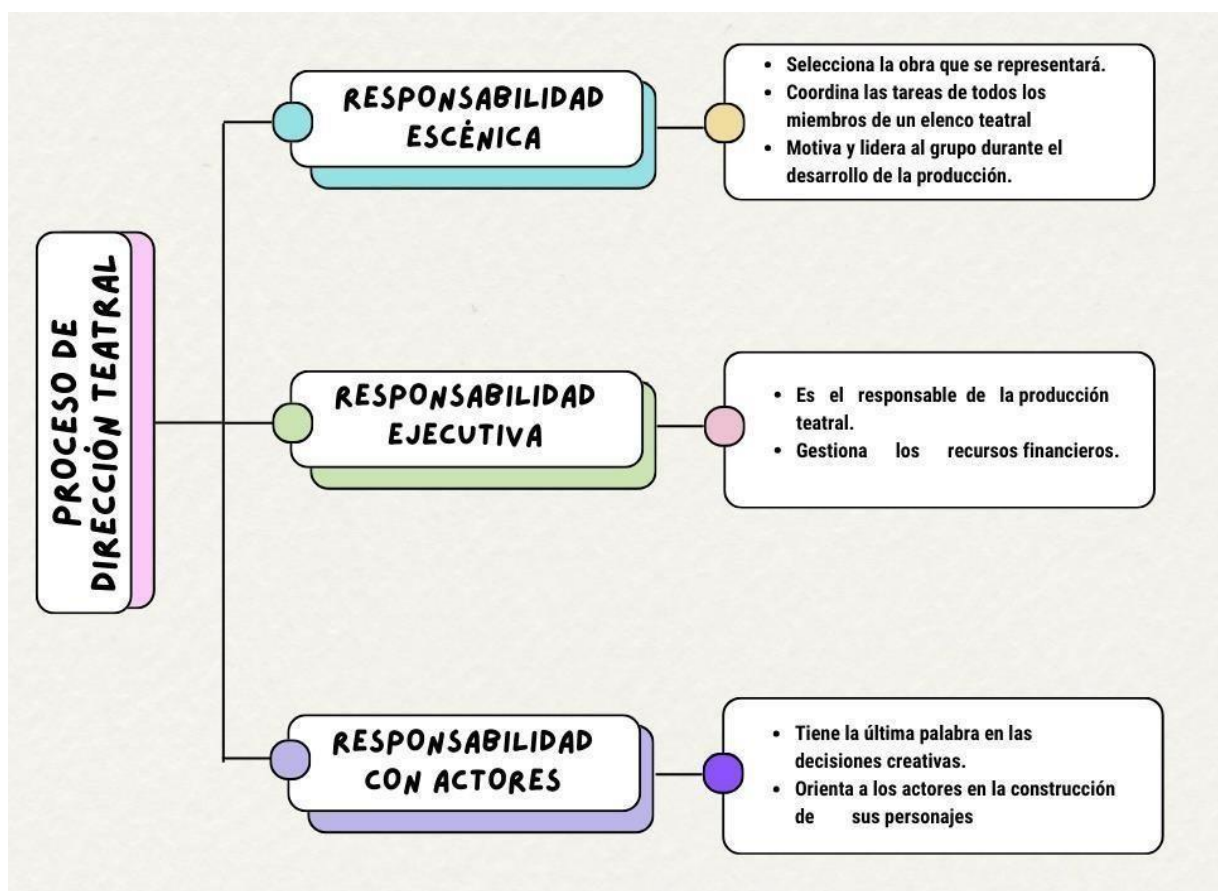 PROCESO DE
DIRECCIÓN TEATRAL
RESPONSABILIDAD
ESCÉNICA
• Selecciona la obra que se representará.
• Coordina las tareas de todos los
miembros de un elenco teatral
• Motiva y lidera al grupo durante el
desarrollo de la producción.
RESPONSABILIDAD
EJECUTIVA
• Es el responsable de la producción
teatral.
• Gestiona los recursos financieros.
RESPONSABILIDAD
CON ACTORES
• Tiene la última palabra en las
decisiones creativas.
• Orienta a los actores en la construcción
de sus personajes